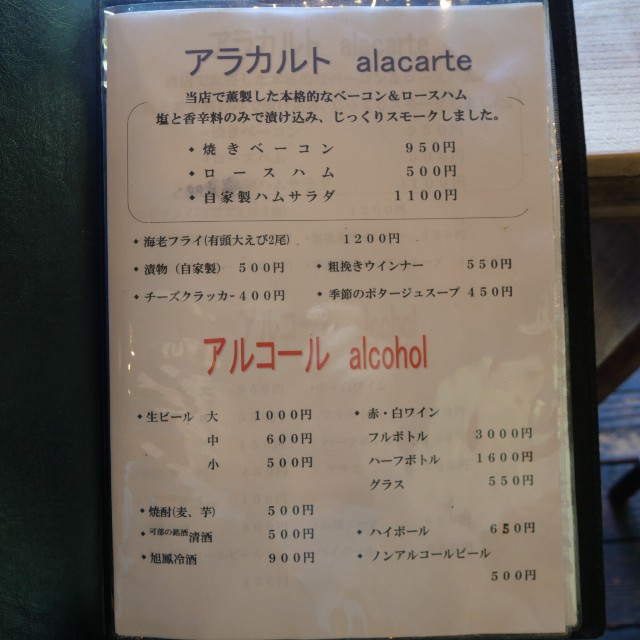 アラカルト alacarte
当店で薫製した本格的なベーコン＆ロースハム
塩と香辛料のみで漬け込み、じっくりスモークしました。
◆ 焼きベーコン 950円
◆ ロースハム 500円
◆ 自家製ハムサラダ 1100円
◆ 海老フライ(有頭大えび2尾) 1200円
◆ 漬物（自家製） 500円 ◆ 粗挽きウインナー 550円
◆ チーズクラッカー400円 ◆ 季節のポタージュスープ 450円
アルコール alcohol
◆ 生ビール 大 1000円 ◆ 赤・白ワイン
中 600円 フルボトル 3000円
小 500円 ハーフボトル 1600円
グラス 550円
◆ 焼酎(麦、芋) 500円
◆ 可部の銘酒 清酒 500円 ◆ ハイボール 650円
◆ 旭鳳冷酒 900円 ◆ ノンアルコールビール
500円